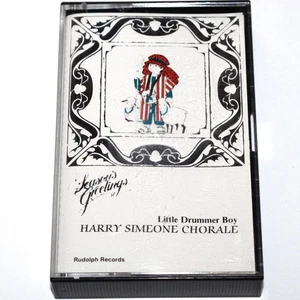 Season's
Greetings
Little Drummer Boy
HARRY SIMEONE CHORALE
Rudolph Records